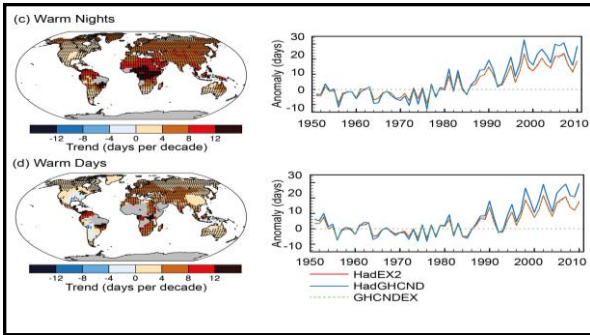 (c) Warm Nights
-12 -8 -4 0 4 8 12
Trend (days per decade)
Anomaly (days)
30
20
10
0
-10
1950 1960 1970 1980 1990 2000 2010
(d) Warm Days
-12 -8 -4 0 4 8 12
Trend (days per decade)
Anomaly (days)
30
20
10
0
-10
1950 1960 1970 1980 1990 2000 2010
HadEX2
HadGHCND
GHCNDEX